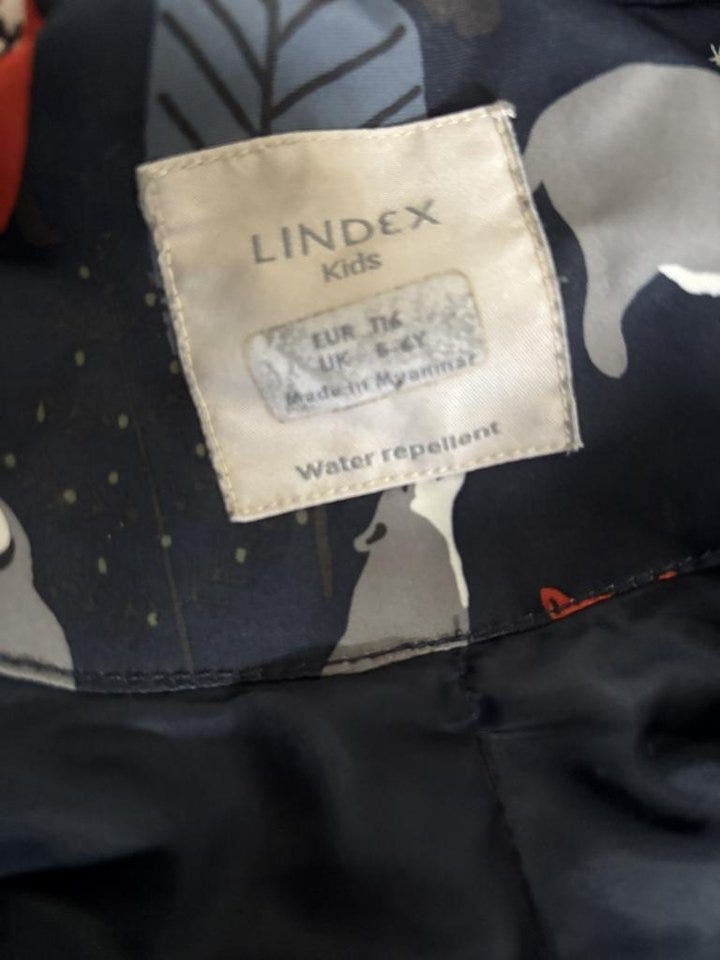 LINDEX
Kids
EUR 116
UK 5-6Y
Made in Myanmar
Water repellent